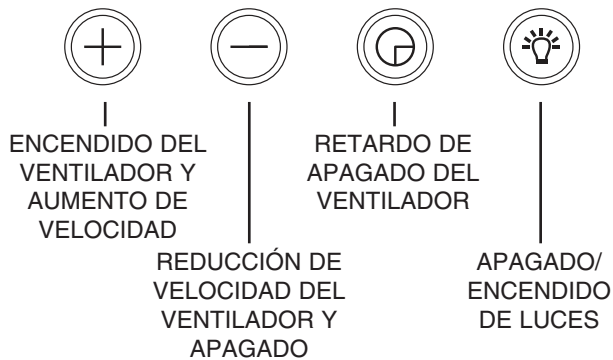 ENCENDIDO DEL
VENTILADOR Y
AUMENTO DE
VELOCIDAD
REDUCCIÓN DE
VELOCIDAD DEL
VENTILADOR Y
APAGADO
RETARDO DE
APAGADO DEL
VENTILADOR
APAGADO/
ENCENDIDO
DE LUCES